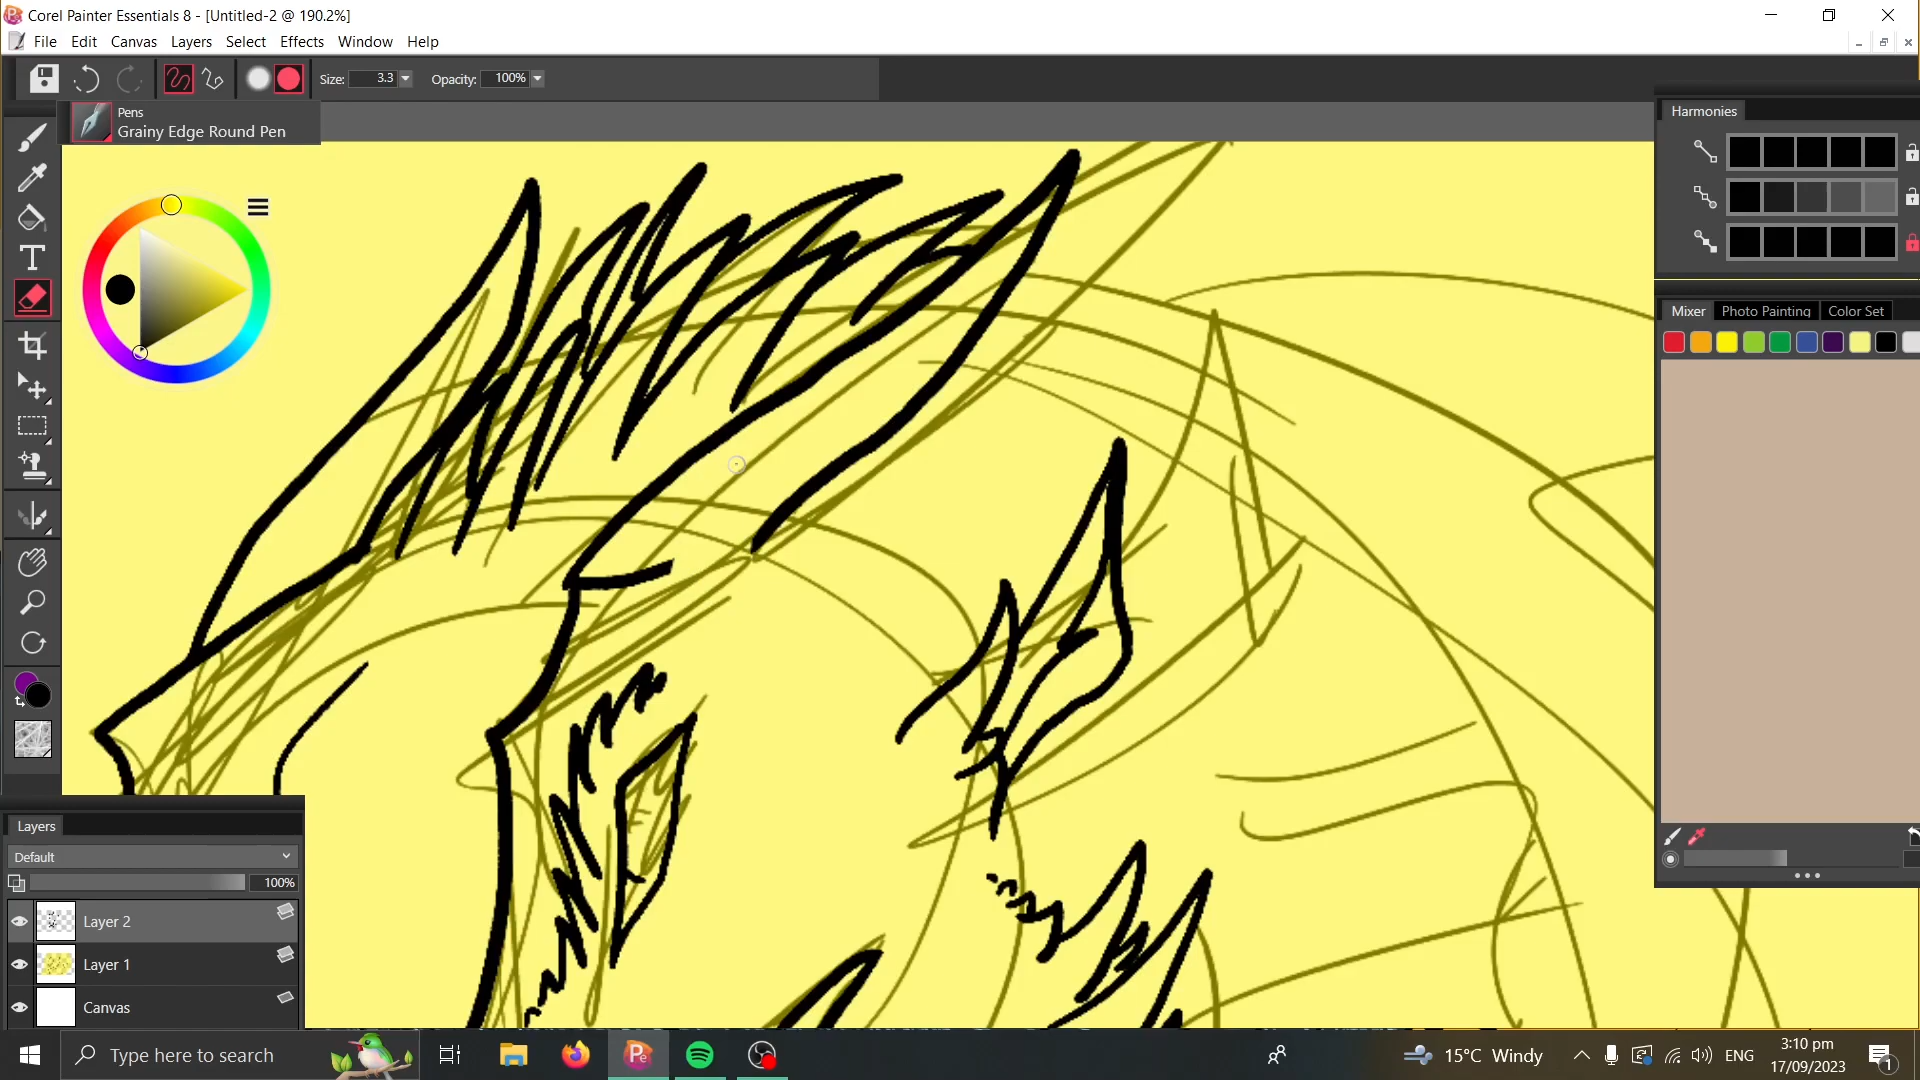 Corel Painter Essentials 8 - [Untitled-2 @ 190.2%]
File Edit Canvas Layers Select Effects Window Help
Size: 3.3 Opacity: 100%
Pens
Grainy Edge Round Pen
Harmonies
Mixer Photo Painting Color Set
Layers
Default
100%
Layer 2
Layer 1
Canvas
Type here to search
15°C Windy
ENG
3:10 pm
17/09/2023
1